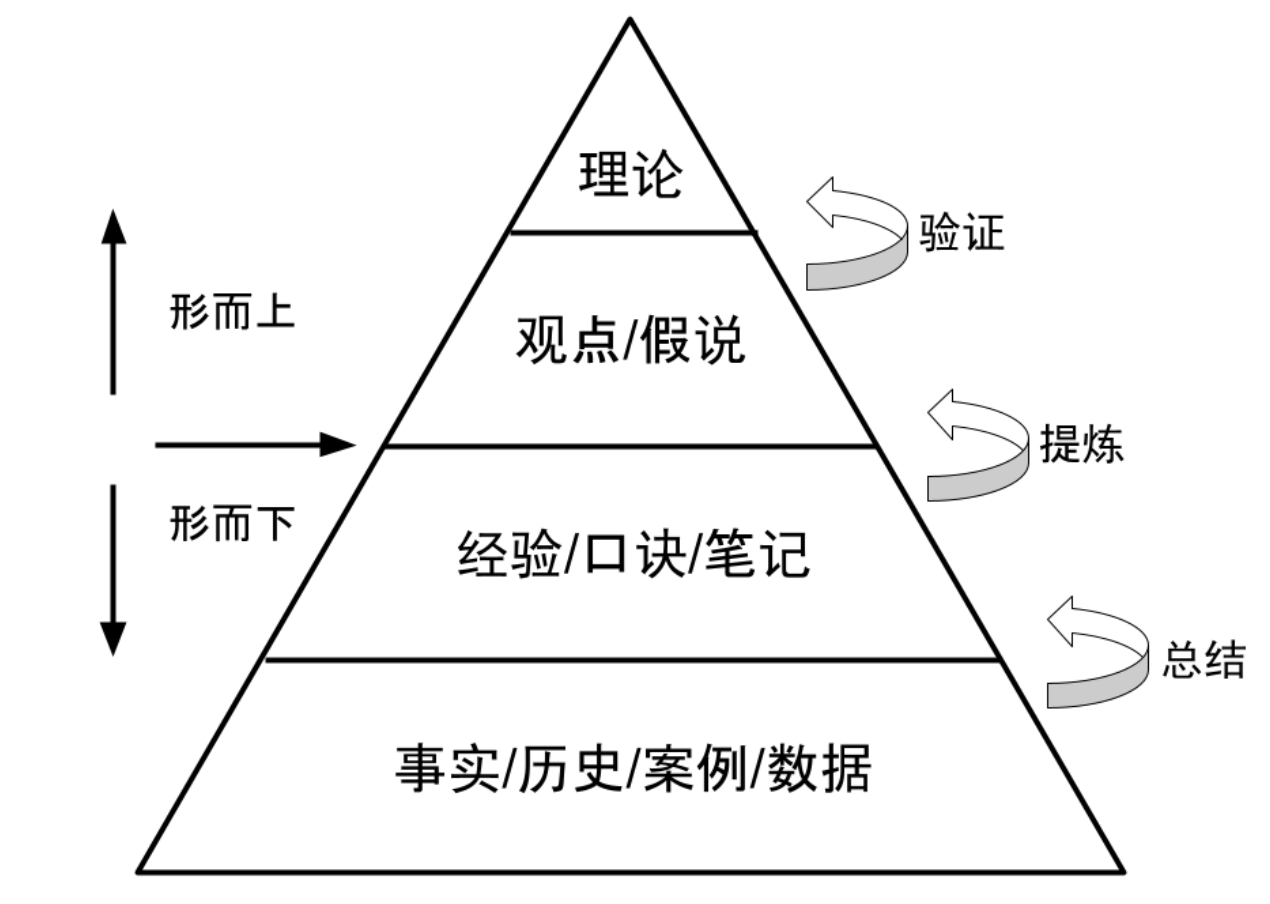 理论
验证
形而上
观点/假说
提炼
形而下
经验/口诀/笔记
总结
事实/历史/案例/数据